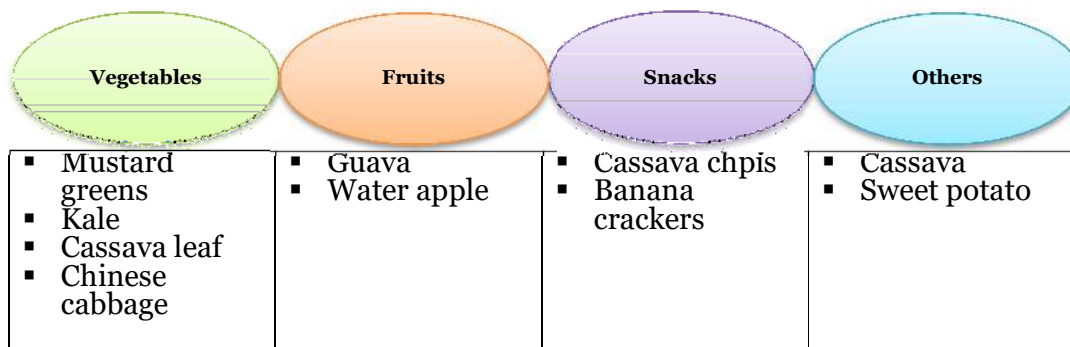 Vegetables
Fruits
Snacks
Others
▪ Mustard
greens
▪ Kale
▪ Cassava leaf
▪ Chinese
cabbage
▪ Guava
▪ Water apple
▪ Cassava chpis
▪ Banana
crackers
▪ Cassava
▪ Sweet potato